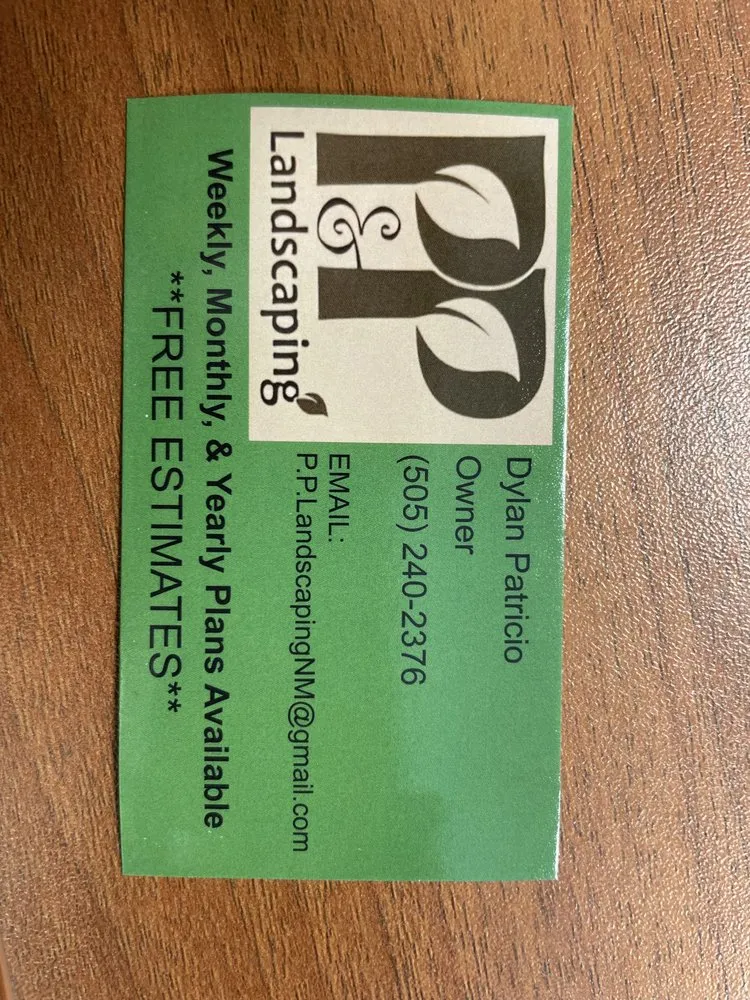 P&P
Landscaping
Dylan Patricio
Owner
(505) 240-2376
EMAIL:
P.P.LandscapingNM@gmail.com
Weekly, Monthly, & Yearly Plans Available
**FREE ESTIMATES**